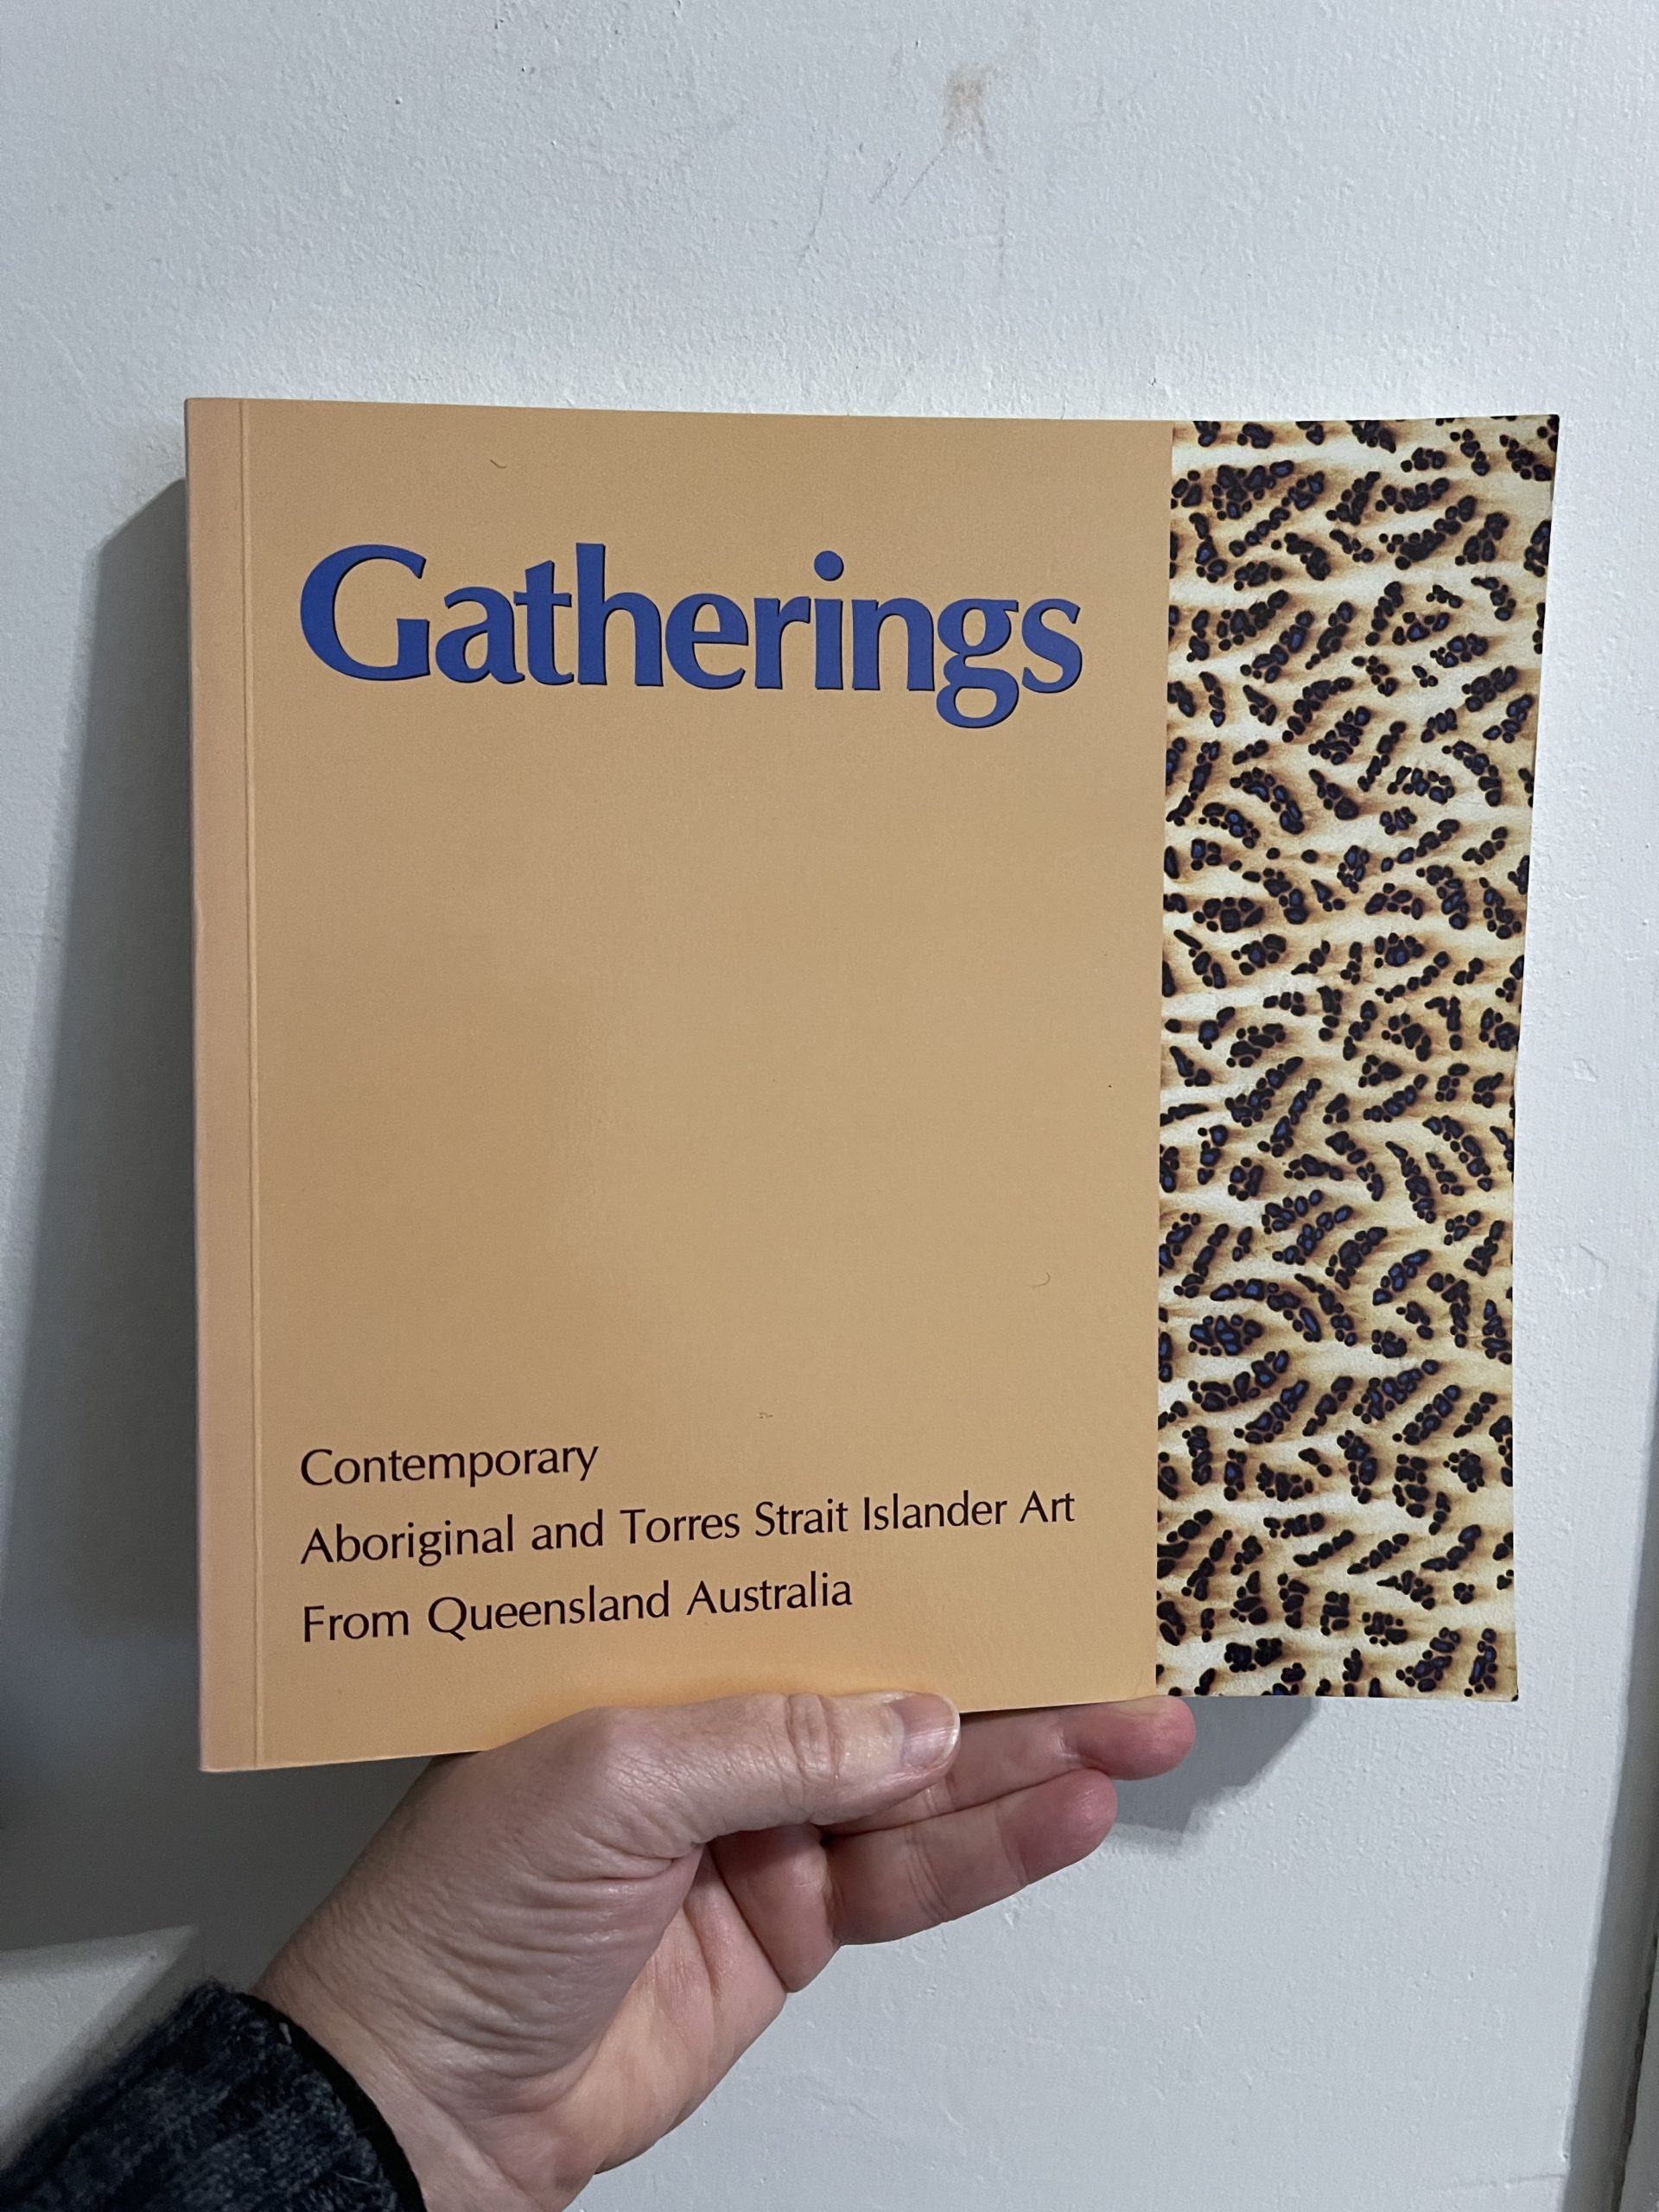 Gatherings
Contemporary
Aboriginal and Torres Strait Islander Art
From Queensland Australia